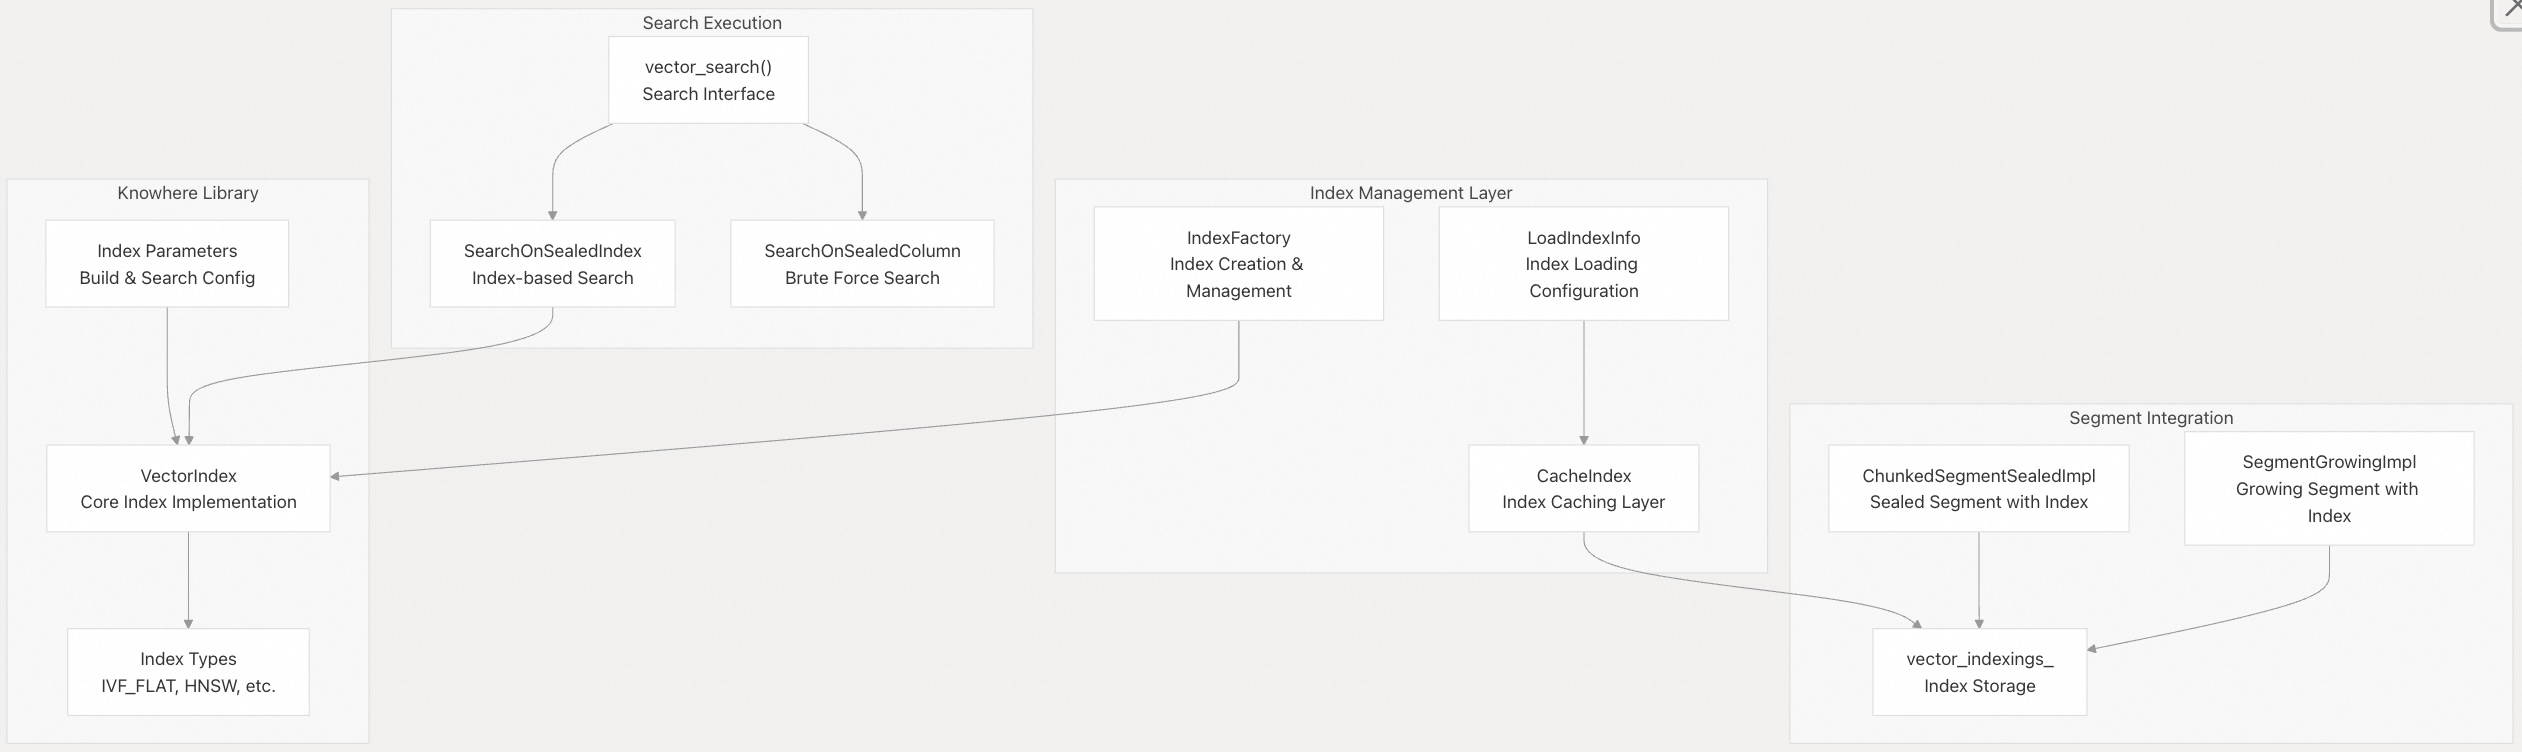 Search Execution
vector_search()
Search Interface
SearchOnSealedIndex
Index-based Search
SearchOnSealedColumn
Brute Force Search
Knowhere Library
Index Parameters
Build & Search Config
VectorIndex
Core Index Implementation
Index Types
IVF_FLAT, HNSW, etc.
Index Management Layer
IndexFactory
Index Creation &
Management
LoadIndexInfo
Index Loading
Configuration
CacheIndex
Index Caching Layer
Segment Integration
ChunkedSegmentSealedImpl
Sealed Segment with Index
SegmentGrowingImpl
Growing Segment with
Index
vector_indexings_
Index Storage